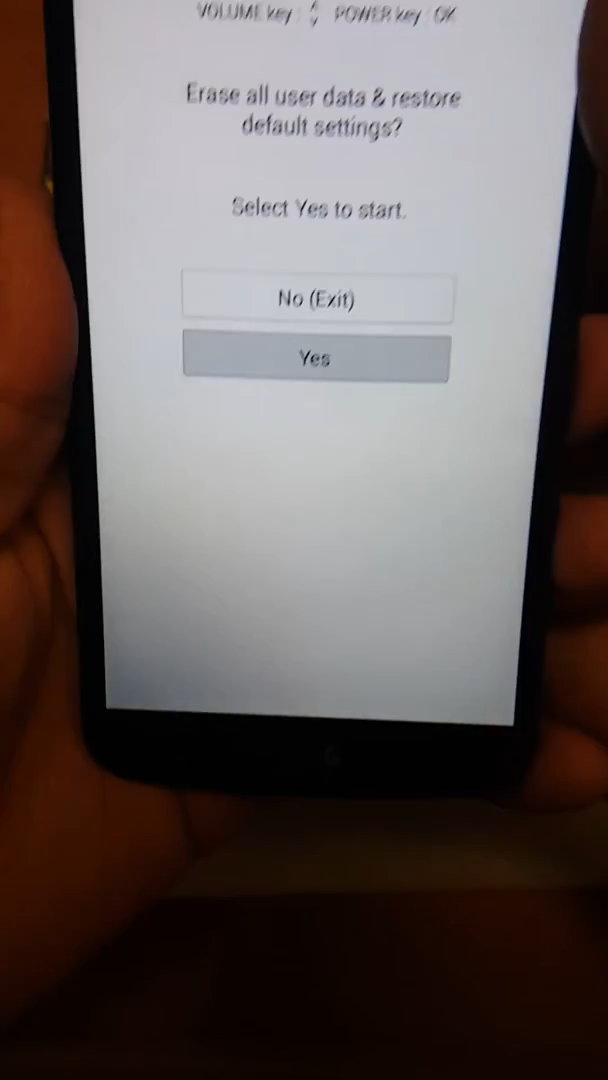 VOLUME key : POWER key : OK
Erase all user data & restore
default settings?
Select Yes to start.
No (Exit)
Yes